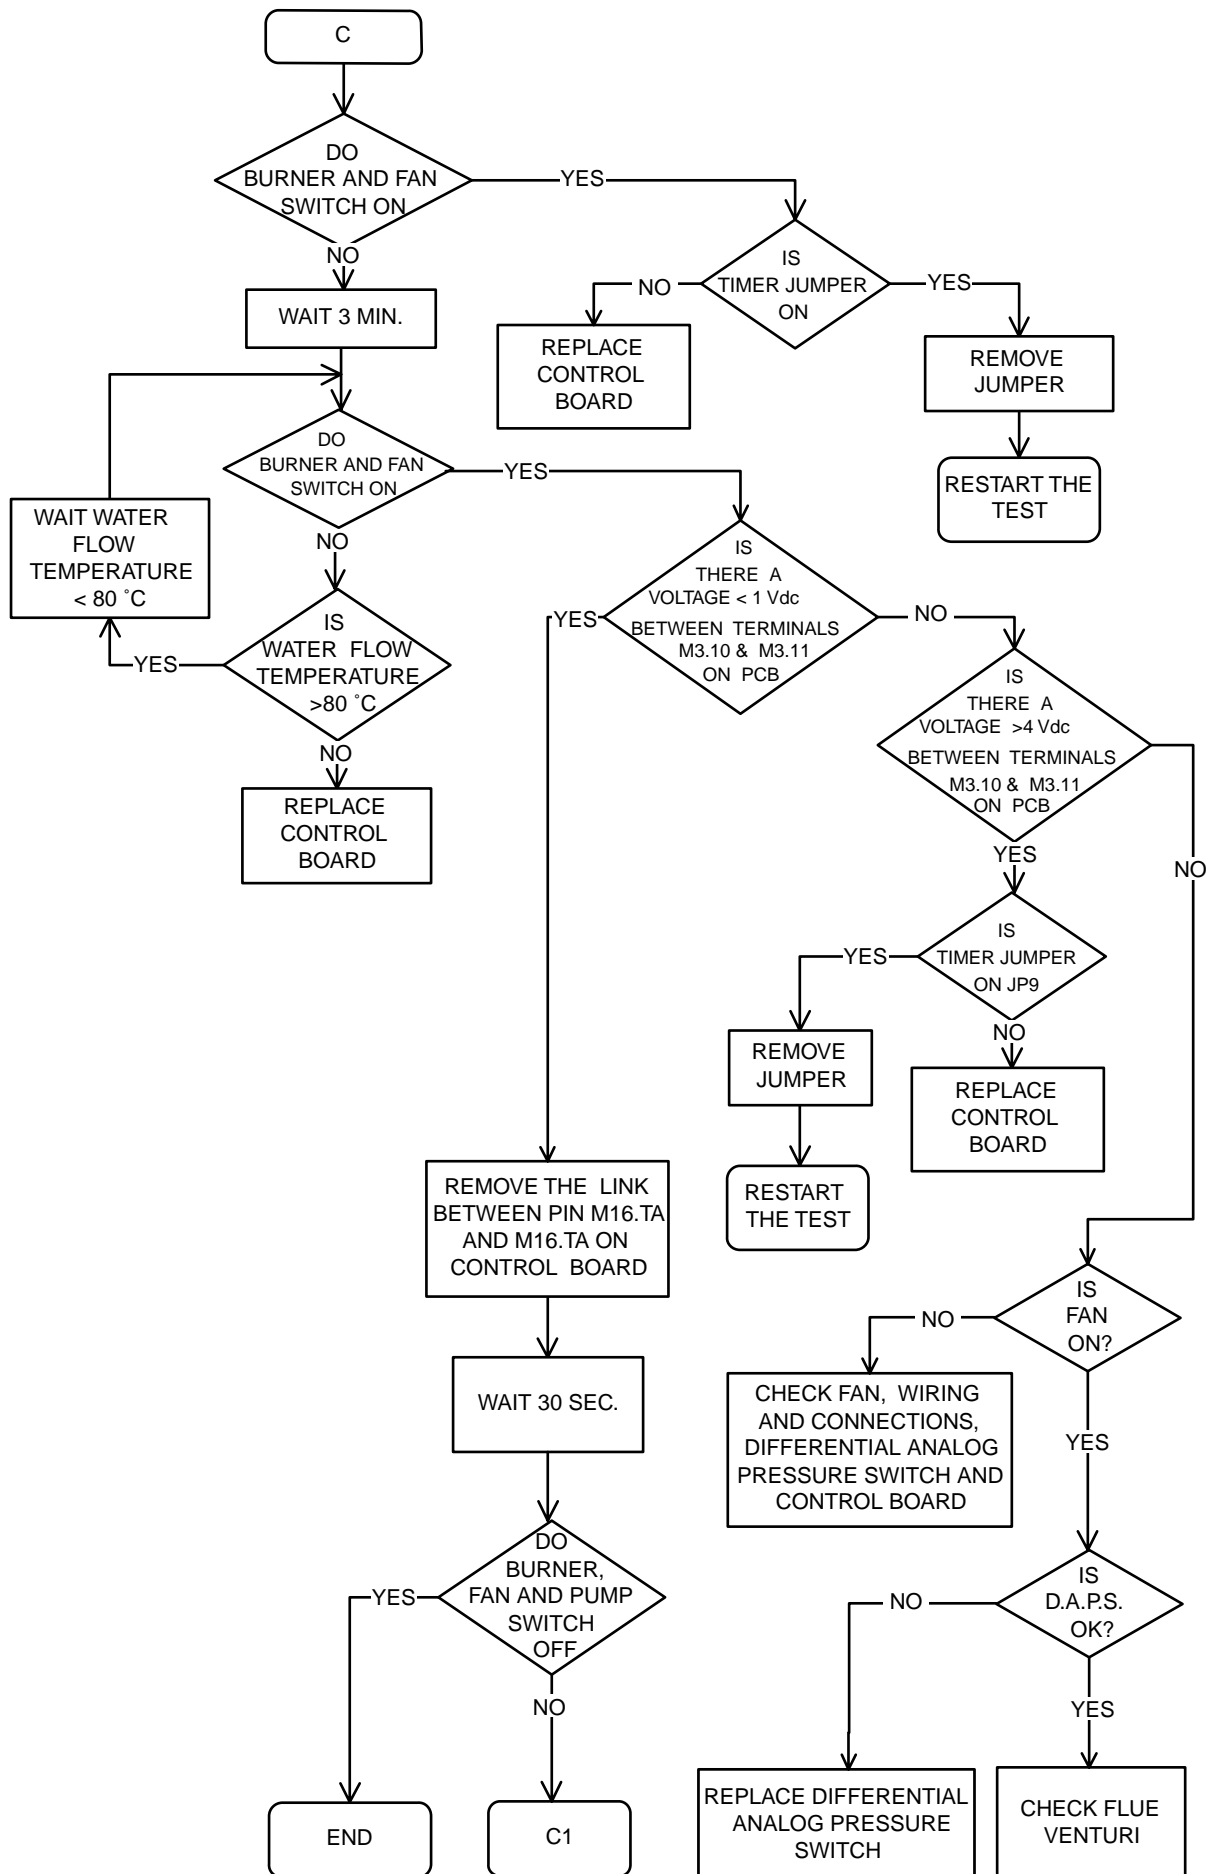 C
DO
BURNER AND FAN
SWITCH ON
YES
NO
IS
TIMER JUMPER
ON
NO
YES
WAIT 3 MIN.
REPLACE
CONTROL
BOARD
REMOVE
JUMPER
RESTART THE
TEST
DO
BURNER AND FAN
SWITCH ON
YES
NO
WAIT WATER
FLOW
TEMPERATURE
< 80 ˚C
IS
WATER FLOW
TEMPERATURE
>80 ˚C
YES
NO
REPLACE
CONTROL
BOARD
IS
THERE A
VOLTAGE < 1 Vdc
BETWEEN TERMINALS
M3.10 & M3.11
ON PCB
YES
NO
IS
THERE A
VOLTAGE >4 Vdc
BETWEEN TERMINALS
M3.10 & M3.11
ON PCB
YES
NO
IS
TIMER JUMPER
ON JP9
YES
NO
REMOVE
JUMPER
REPLACE
CONTROL
BOARD
RESTART
THE TEST
REMOVE THE LINK
BETWEEN PIN M16.TA
AND M16.TA ON
CONTROL BOARD
WAIT 30 SEC.
IS
FAN
ON?
NO
YES
CHECK FAN, WIRING
AND CONNECTIONS,
DIFFERENTIAL ANALOG
PRESSURE SWITCH AND
CONTROL BOARD
DO
BURNER,
FAN AND PUMP
SWITCH
OFF
YES
NO
IS
D.A.P.S.
OK?
NO
YES
END
C1
REPLACE DIFFERENTIAL
ANALOG PRESSURE
SWITCH
CHECK FLUE
VENTURI